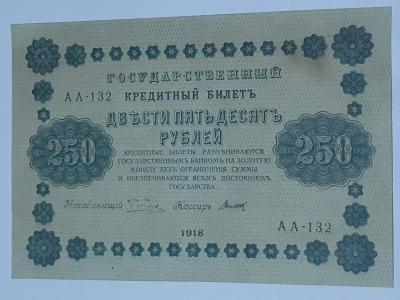 ГОСУДАРСТВЕННЫЙ
АА-132 КРЕДИТНЫЙ БИЛЕТЪ
ДВѢСТИ ПЯТЬДЕСЯТЪ
РУБЛЕЙ
250 250
КРЕДИТНЫЕ БИЛЕТЫ РАЗМѢНИВАЮТСЯ
ГОСУДАРСТВЕННЫМЪ БАНКОМЪ НА ЗОЛОТУЮ
МОНЕТУ БЕЗЪ ОГРАНИЧЕНІЯ СУММЫ
И ОБЕЗПЕЧИВАЮТСЯ ВСѢМЪ ДОСТОЯНІЕМЪ
ГОСУДАРСТВА.
Управляющій Кассиръ
АА-132
1918